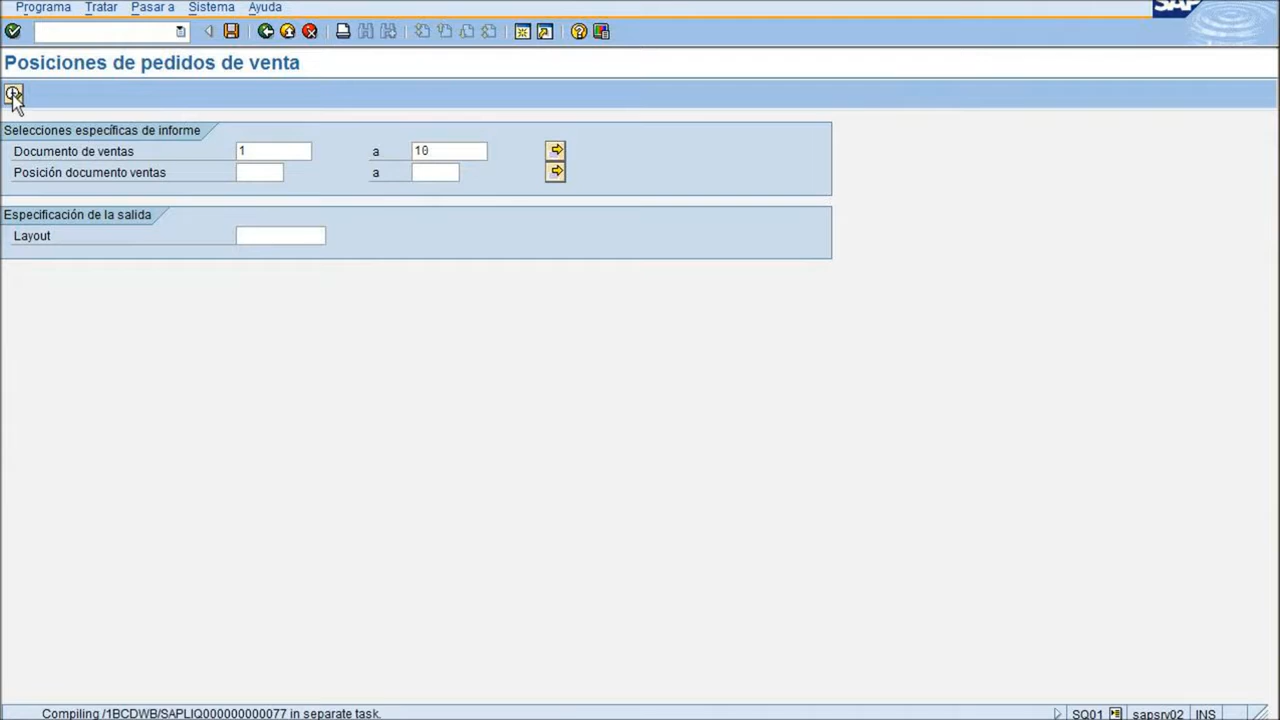 Programa Tratar Pasar a Sistema Ayuda
SAP
Posiciones de pedidos de venta
Selecciones específicas de informe
Documento de ventas 1 a 10
Posición documento ventas a
Especificación de la salida
Layout
Compiling /1BCDWB/SAPLIQ000000000077 in separate task. SQ01 sapsrv02 INS